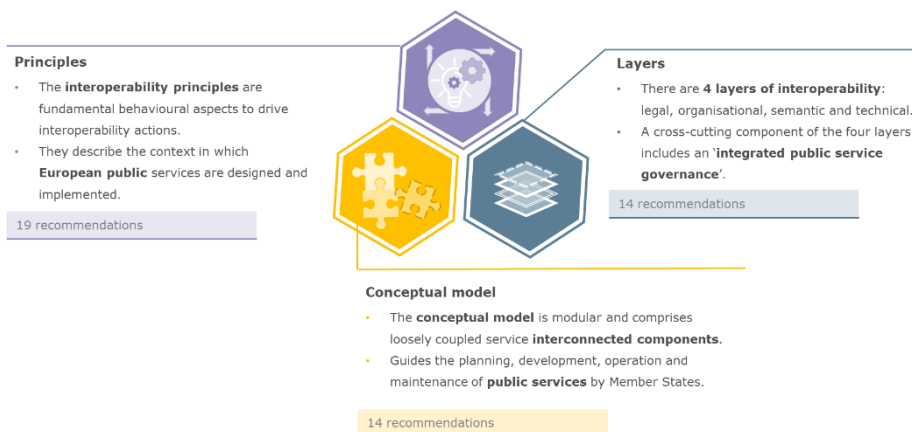 Principles
• The interoperability principles are
fundamental behavioural aspects to drive
interoperability actions.
• They describe the context in which
European public services are designed and
implemented.
19 recommendations
Layers
• There are 4 layers of interoperability:
legal, organisational, semantic and technical.
• A cross-cutting component of the four layers
includes an ‘integrated public service
governance’.
14 recommendations
Conceptual model
• The conceptual model is modular and comprises
loosely coupled service interconnected components.
• Guides the planning, development, operation and
maintenance of public services by Member States.
14 recommendations